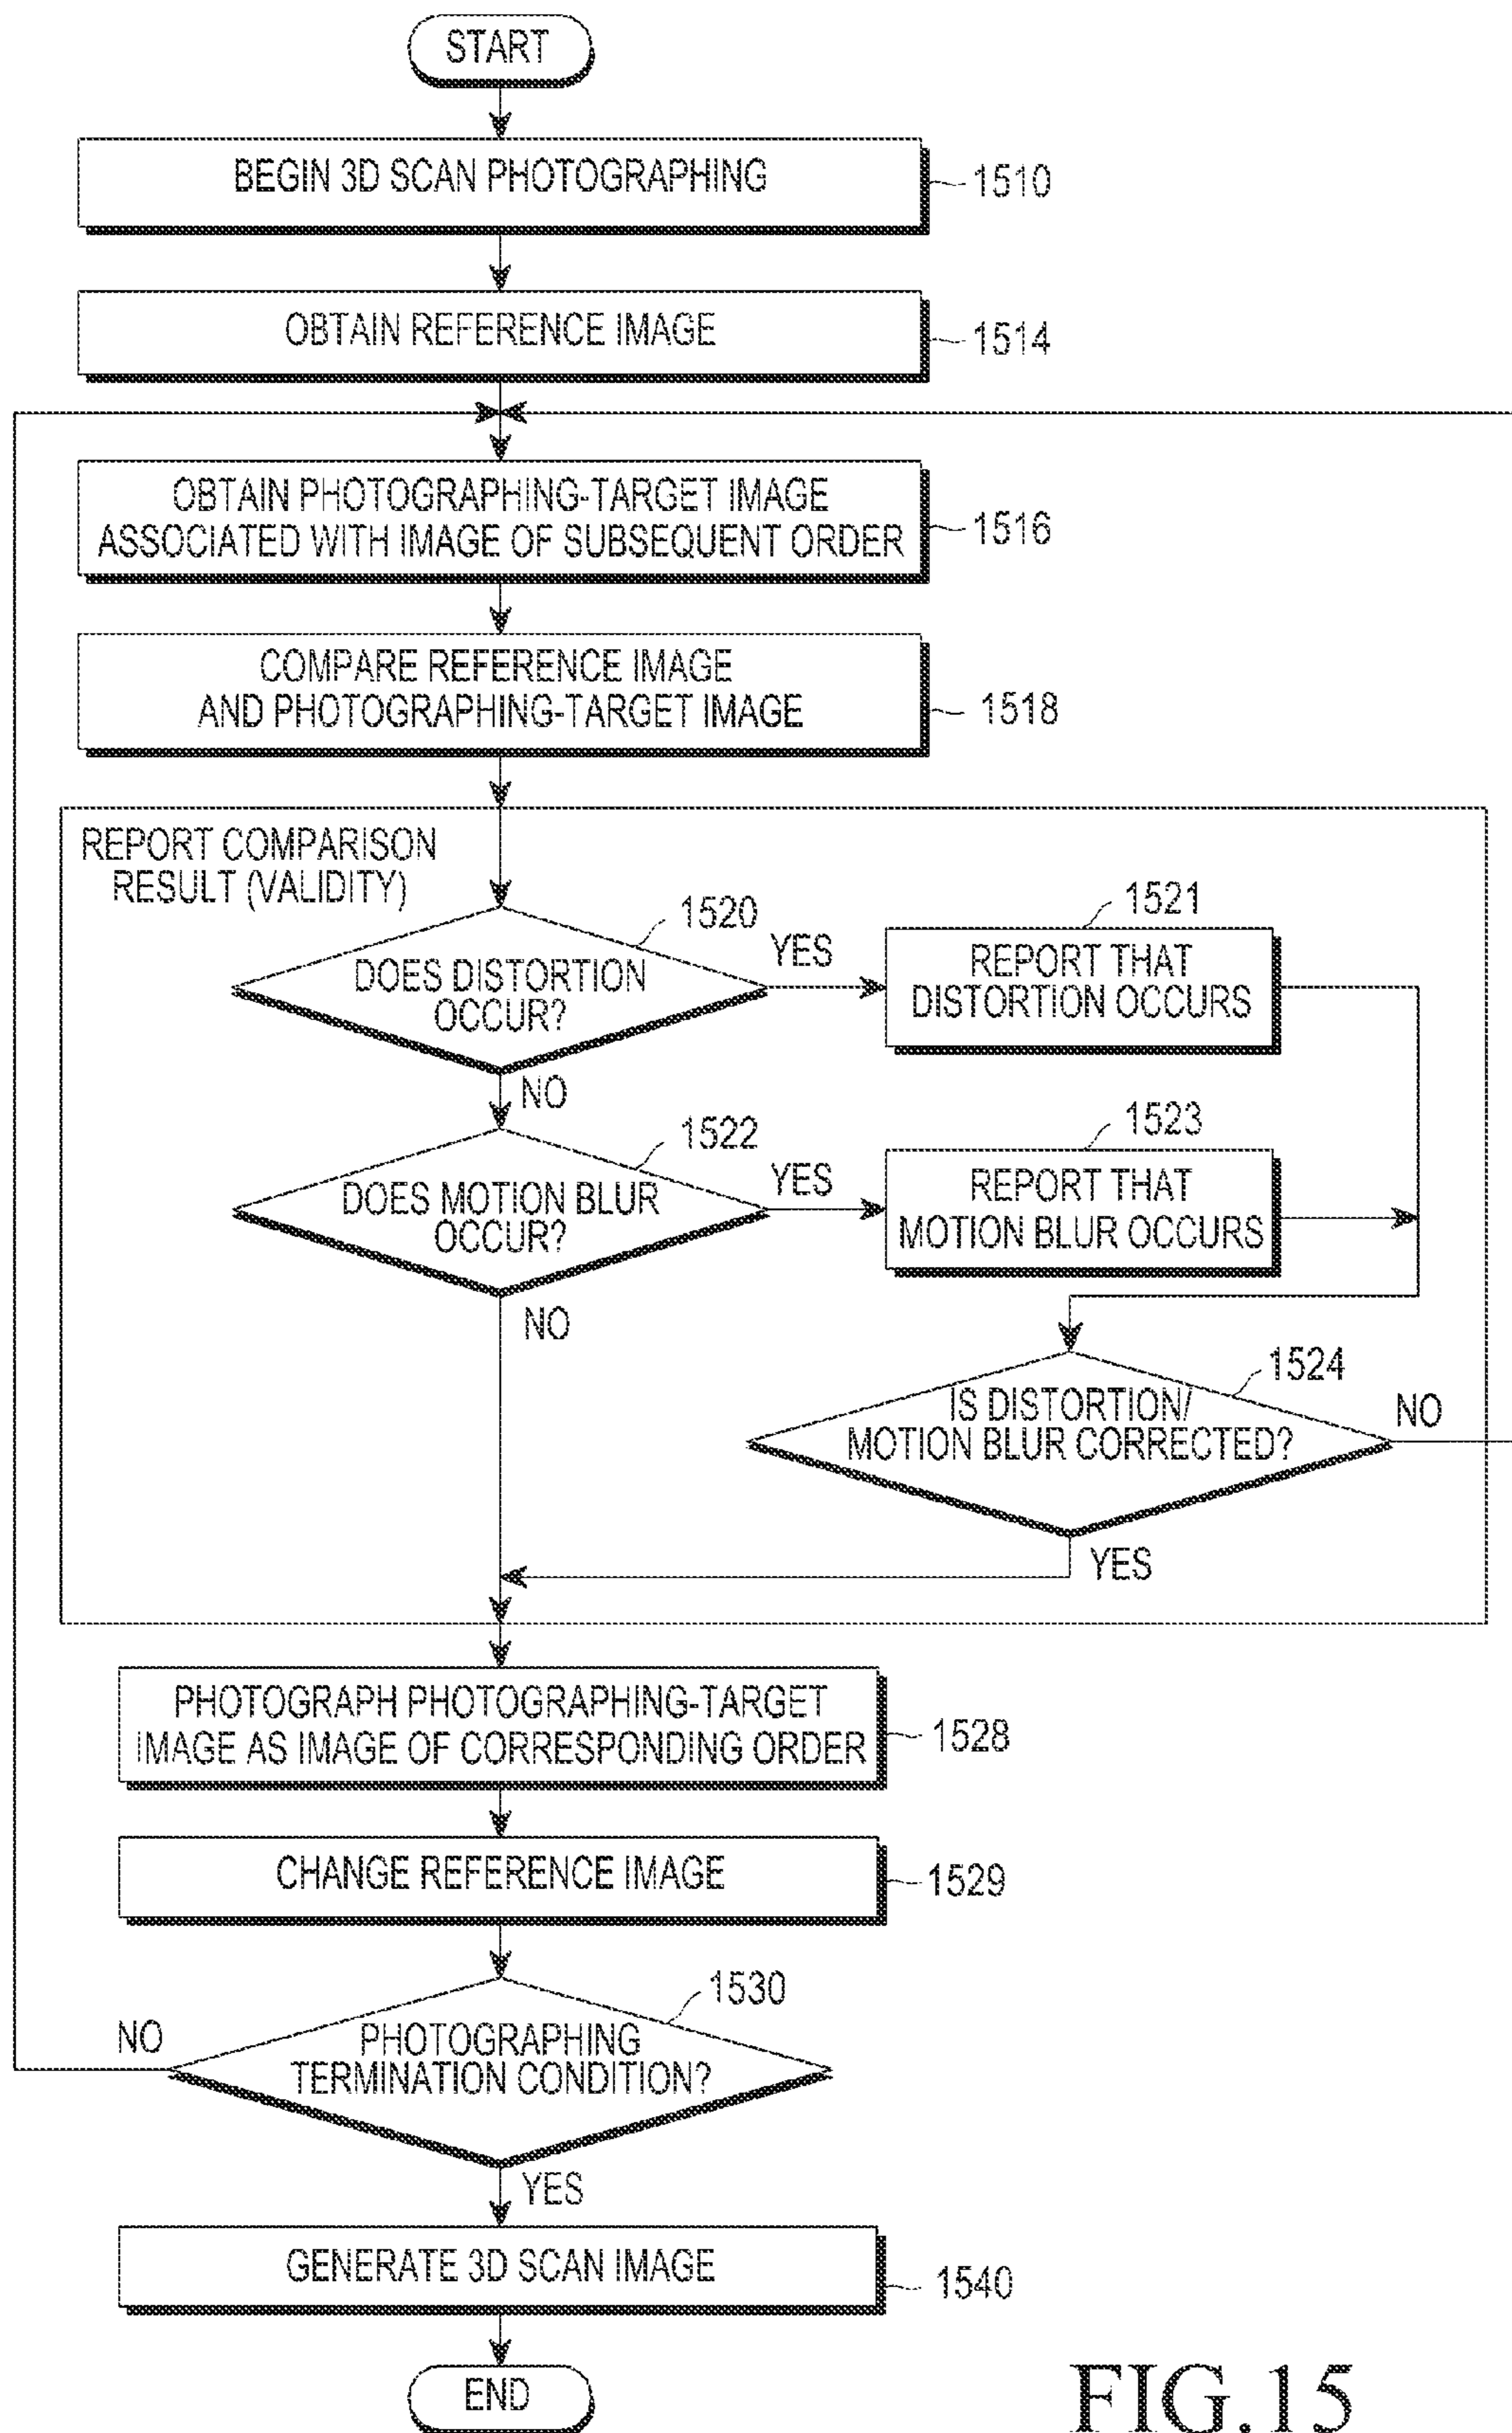 START
BEGIN 3D SCAN PHOTOGRAPHING
1510
OBTAIN REFERENCE IMAGE
1514
OBTAIN PHOTOGRAPHING-TARGET IMAGE
ASSOCIATED WITH IMAGE OF SUBSEQUENT ORDER
1516
COMPARE REFERENCE IMAGE
AND PHOTOGRAPHING-TARGET IMAGE
1518
REPORT COMPARISON
RESULT (VALIDITY)
1520
DOES DISTORTION
OCCUR?
YES
1521
REPORT THAT
DISTORTION OCCURS
NO
1522
DOES MOTION BLUR
OCCUR?
YES
1523
REPORT THAT
MOTION BLUR OCCURS
NO
1524
IS DISTORTION/
MOTION BLUR CORRECTED?
NO
YES
PHOTOGRAPH PHOTOGRAPHING-TARGET
IMAGE AS IMAGE OF CORRESPONDING ORDER
1528
CHANGE REFERENCE IMAGE
1529
1530
PHOTOGRAPHING
TERMINATION CONDITION?
NO
YES
GENERATE 3D SCAN IMAGE
1540
END
FIG.15